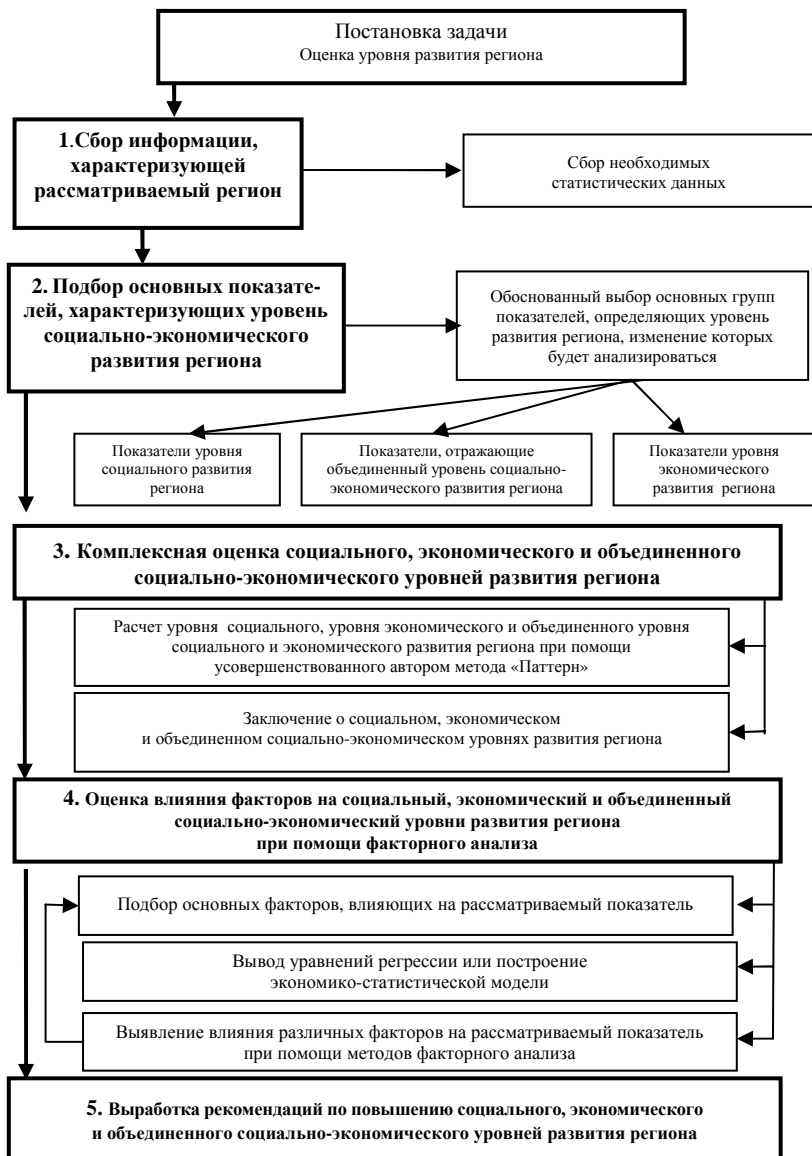 Постановка задачи
Оценка уровня развития региона
1.Сбор информации,
характеризующей
рассматриваемый регион
Сбор необходимых
статистических данных
2. Подбор основных показате-
лей, характеризующих уровень
социально-экономического
развития региона
Обоснованный выбор основных групп
показателей, определяющих уровень
развития региона, изменение которых
будет анализироваться
Показатели уровня
социального развития
региона
Показатели, отражающие
объединенный уровень социально-
экономического развития региона
Показатели уровня
экономического
развития региона
3. Комплексная оценка социального, экономического и объединенного
социально-экономического уровней развития региона
Расчет уровня социального, уровня экономического и объединенного уровня
социального и экономического развития региона при помощи
усовершенствованного автором метода «Паттерн»
Заключение о социальном, экономическом
и объединенном социально-экономическом уровнях развития региона
4. Оценка влияния факторов на социальный, экономический и объединенный
социально-экономический уровни развития региона
при помощи факторного анализа
Подбор основных факторов, влияющих на рассматриваемый показатель
Вывод уравнений регрессии или построение
экономико-статистической модели
Выявление влияния различных факторов на рассматриваемый показатель
при помощи методов факторного анализа
5. Выработка рекомендаций по повышению социального, экономического
и объединенного социально-экономического уровней развития региона